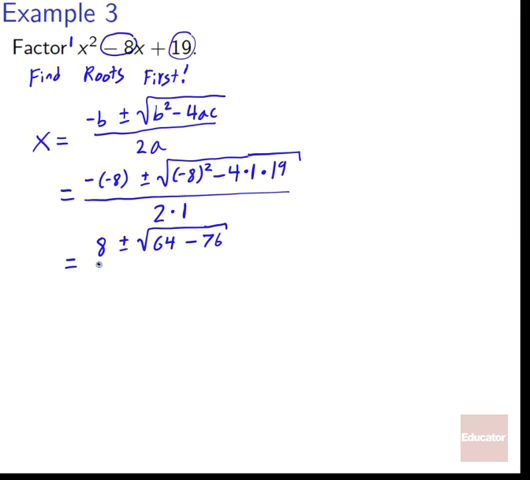 Example 3
Factor 1 x² − 8x + 19.
Find Roots First!
x = (-b ± √(b² - 4ac)) / 2a
= (-(-8) ± √((-8)² - 4·1·19)) / 2·1
= 8 ± √(64 - 76)
Educator